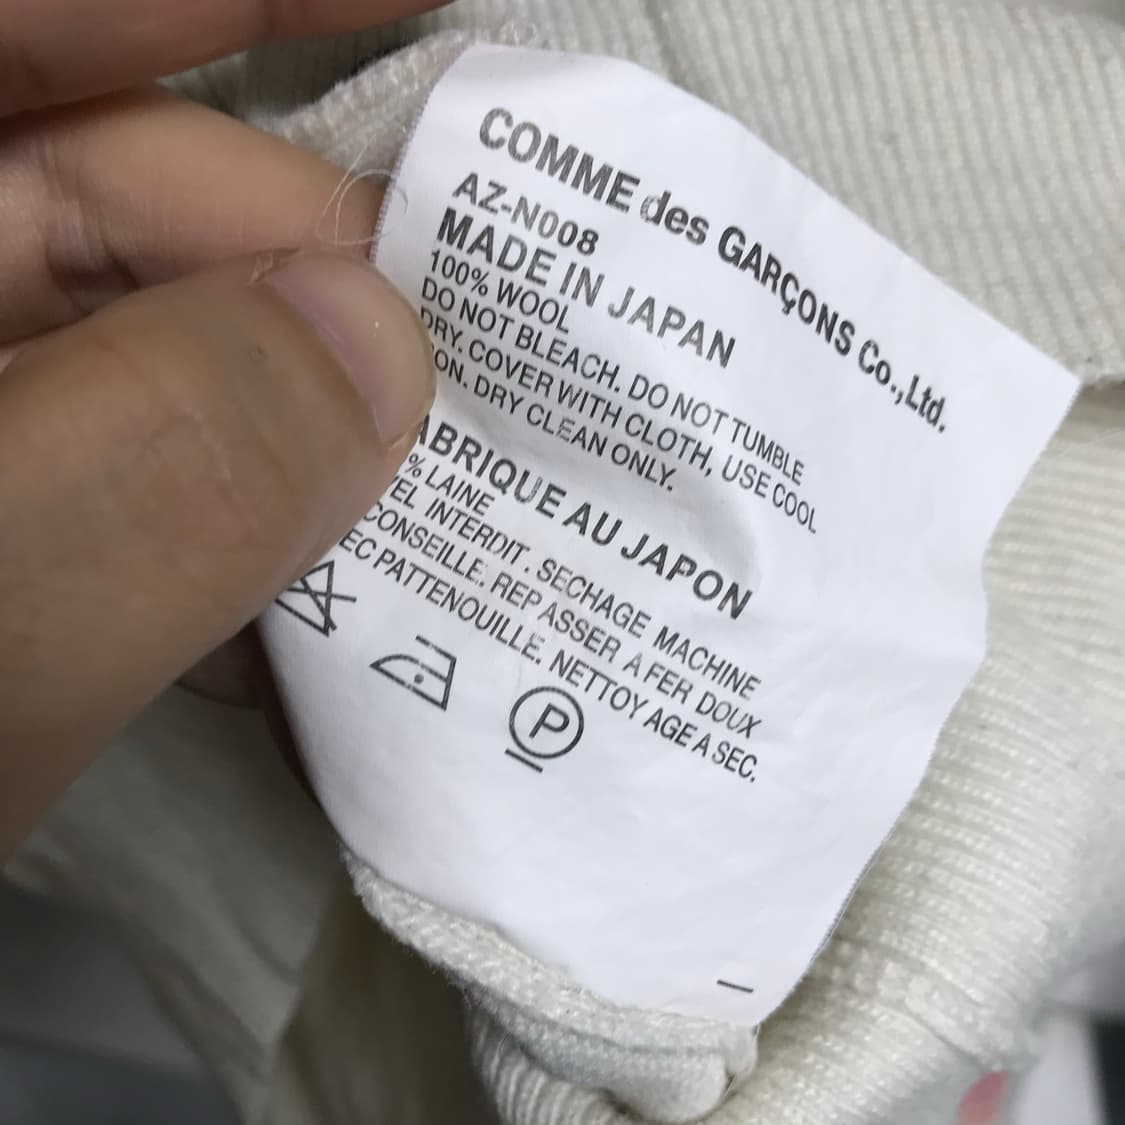 COMME des GARÇONS Co.,Ltd.
AZ-N008
MADE IN JAPAN
100% WOOL
DO NOT BLEACH. DO NOT TUMBLE
DRY. COVER WITH CLOTH, USE COOL
ON. DRY CLEAN ONLY.
ABRIQUE AU JAPON
% LAINE
EL INTERDIT. SECHAGE MACHINE
CONSEILLE. REPASSER A FER DOUX
EC PATTENOUILLE. NETTOYAGE A SEC.
P